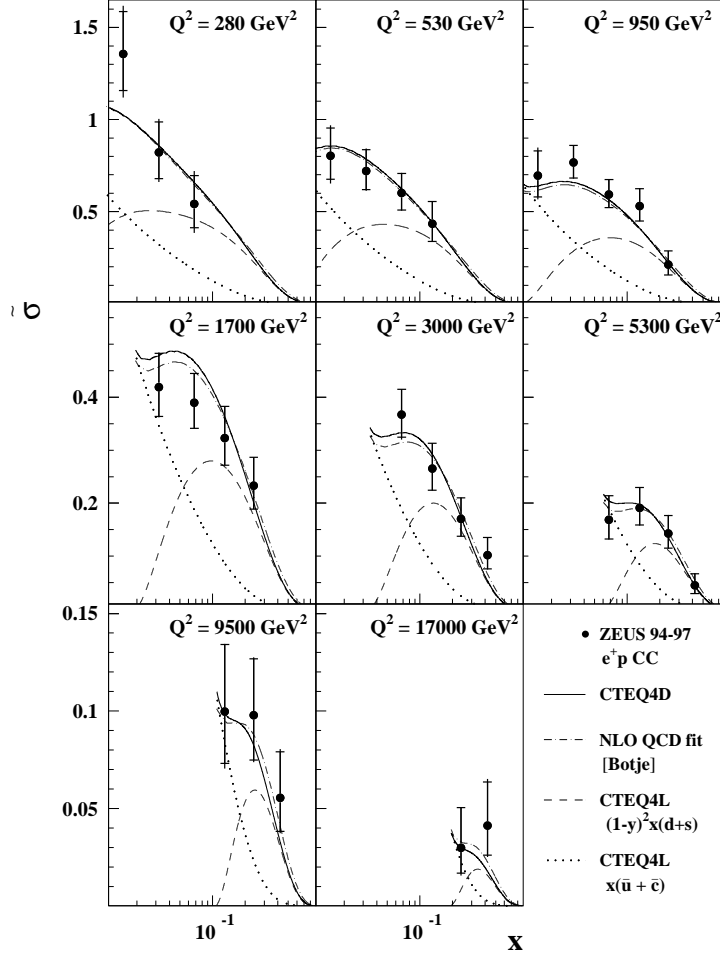 Q² = 280 GeV²
Q² = 530 GeV²
Q² = 950 GeV²
1.5
1
0.5
σ̃
Q² = 1700 GeV²
Q² = 3000 GeV²
Q² = 5300 GeV²
0.4
0.2
Q² = 9500 GeV²
Q² = 17000 GeV²
0.15
0.1
0.05
ZEUS 94-97
e⁺p CC
CTEQ4D
NLO QCD fit
[Botje]
CTEQ4L
(1-y)²x(d+s)
CTEQ4L
x(ū + c̄)
10⁻¹
10⁻¹
x